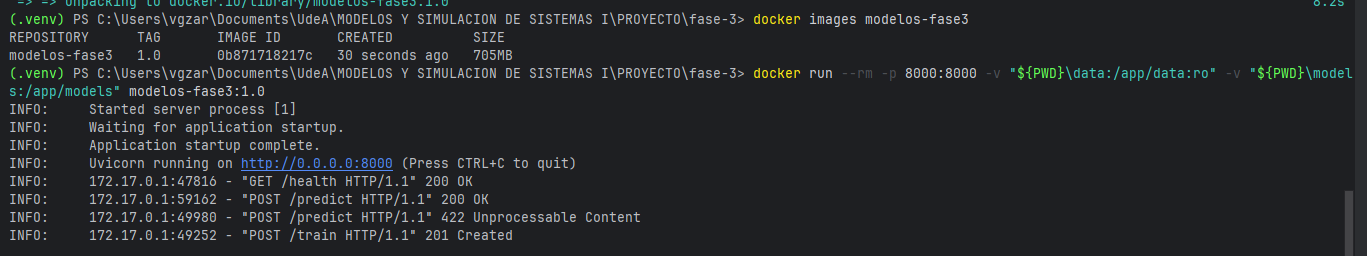 => => Unpacking to docker.io/library/modelos-fase3:1.0 8.2s
(.venv) PS C:\Users\vgzar\Documents\UdeA\MODELOS Y SIMULACION DE SISTEMAS I\PROYECTO\fase-3> docker images modelos-fase3
REPOSITORY TAG IMAGE ID CREATED SIZE
modelos-fase3 1.0 0b871718217c 30 seconds ago 705MB
(.venv) PS C:\Users\vgzar\Documents\UdeA\MODELOS Y SIMULACION DE SISTEMAS I\PROYECTO\fase-3> docker run --rm -p 8000:8000 -v "${PWD}\data:/app/data:ro" -v "${PWD}\model
s:/app/models" modelos-fase3:1.0
INFO: Started server process [1]
INFO: Waiting for application startup.
INFO: Application startup complete.
INFO: Uvicorn running on http://0.0.0.0:8000 (Press CTRL+C to quit)
INFO: 172.17.0.1:47816 - "GET /health HTTP/1.1" 200 OK
INFO: 172.17.0.1:59162 - "POST /predict HTTP/1.1" 200 OK
INFO: 172.17.0.1:49980 - "POST /predict HTTP/1.1" 422 Unprocessable Content
INFO: 172.17.0.1:49252 - "POST /train HTTP/1.1" 201 Created